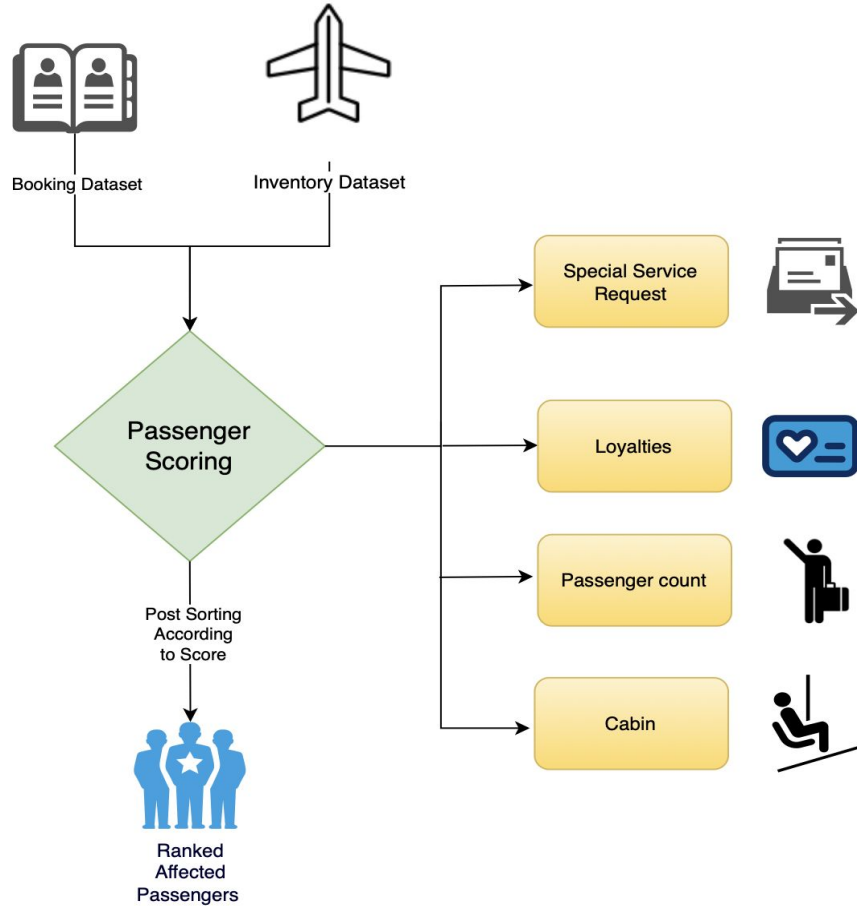 Booking Dataset
Inventory Dataset
Special Service
Request
Passenger
Scoring
Loyalties
Passenger count
Post Sorting
According
to Score
Cabin
Ranked
Affected
Passengers